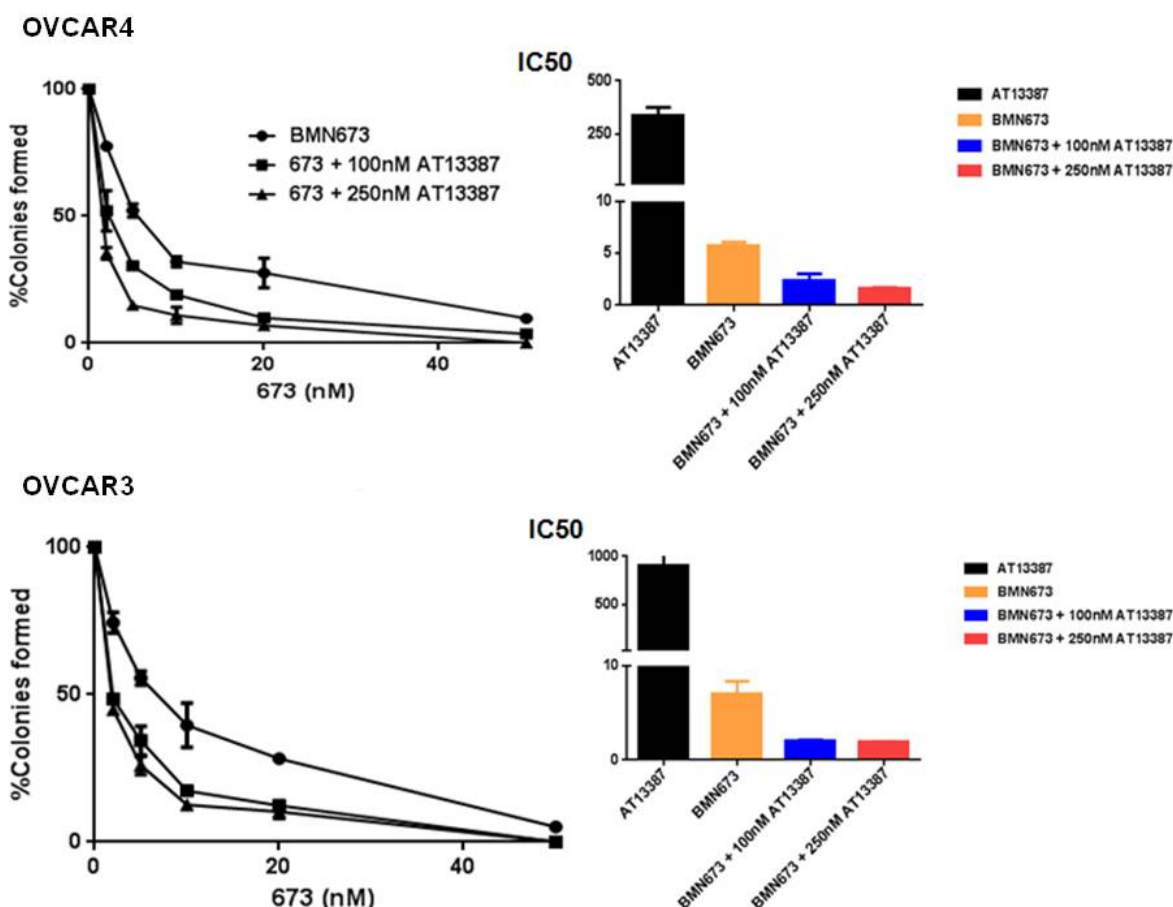 OVCAR4
IC50
%Colonies formed
100
50
0
0
20
40
673 (nM)
BMN673
673 + 100nM AT13387
673 + 250nM AT13387
500
250
10
5
0
AT13387
BMN673
BMN673 + 100nM AT13387
BMN673 + 250nM AT13387
AT13387
BMN673
BMN673 + 100nM AT13387
BMN673 + 250nM AT13387
OVCAR3
IC50
%Colonies formed
100
50
0
0
20
40
673 (nM)
1000
500
10
0
AT13387
BMN673
BMN673 + 100nM AT13387
BMN673 + 250nM AT13387
AT13387
BMN673
BMN673 + 100nM AT13387
BMN673 + 250nM AT13387